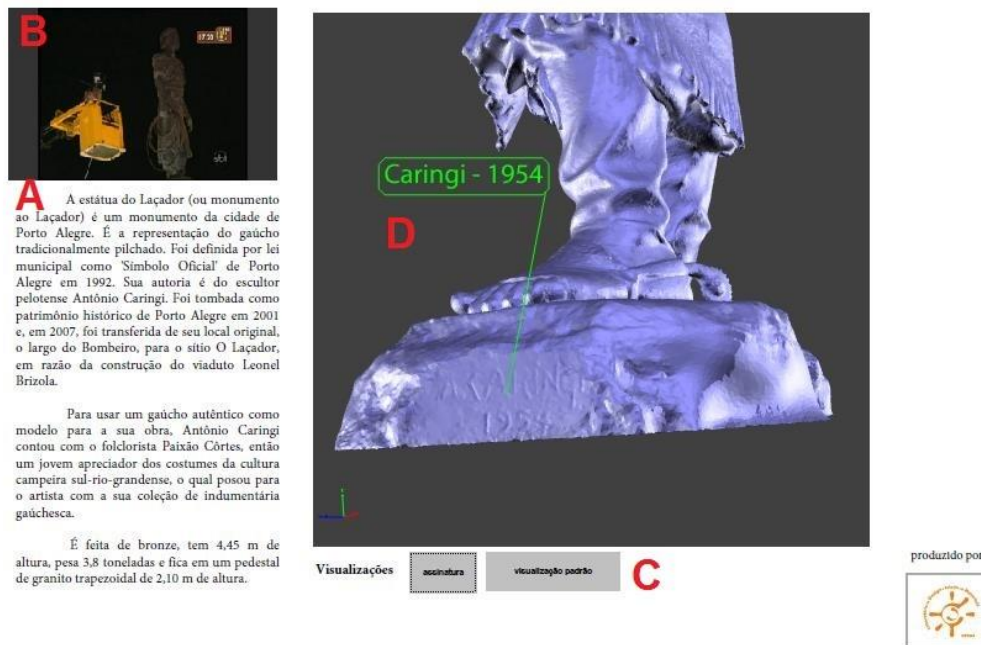 B
17:59
sbt
A
A estátua do Laçador (ou monumento
ao Laçador) é um monumento da cidade de
Porto Alegre. É a representação do gaúcho
tradicionalmente pilchado. Foi definida por lei
municipal como 'Símbolo Oficial' de Porto
Alegre em 1992. Sua autoria é do escultor
pelotense Antônio Caringi. Foi tombada como
patrimônio histórico de Porto Alegre em 2001
e, em 2007, foi transferida de seu local original,
o largo do Bombeiro, para o sítio O Laçador,
em razão da construção do viaduto Leonel
Brizola.
Para usar um gaúcho autêntico como
modelo para a sua obra, Antônio Caringi
contou com o folclorista Paixão Côrtes, então
um jovem apreciador dos costumes da cultura
campeira sul-rio-grandense, o qual posou para
o artista com a sua coleção de indumentária
gaúchesca.
É feita de bronze, tem 4,45 m de
altura, pesa 3,8 toneladas e fica em um pedestal
de granito trapezoidal de 2,10 m de altura.
Caringi - 1954
D
1954
Visualizações
assinatura
visualização padrão
C
produzido por